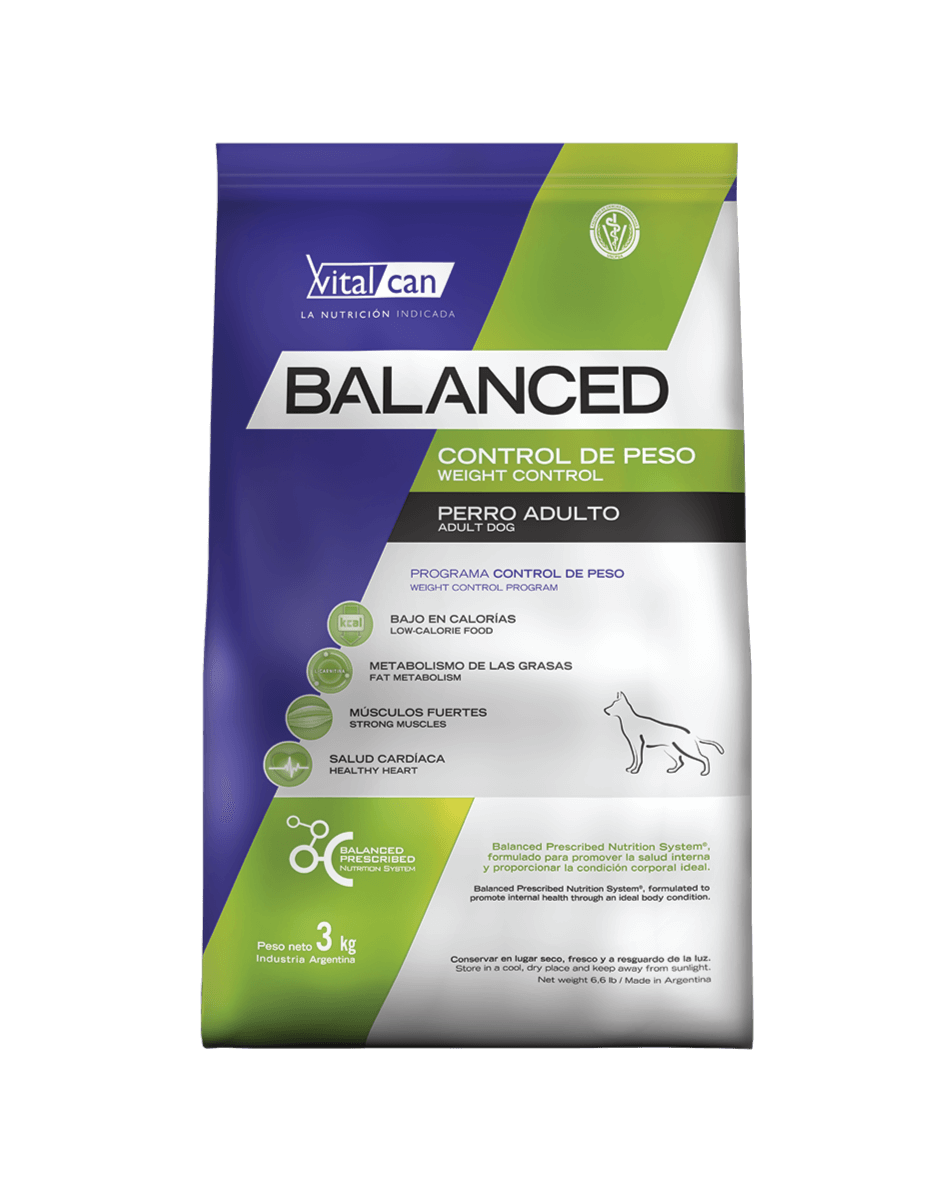 vital can
LA NUTRICIÓN INDICADA
BALANCED
CONTROL DE PESO
WEIGHT CONTROL
PERRO ADULTO
ADULT DOG
PROGRAMA CONTROL DE PESO
WEIGHT CONTROL PROGRAM
kcal
BAJO EN CALORÍAS
LOW-CALORIE FOOD
CARNITINA
METABOLISMO DE LAS GRASAS
FAT METABOLISM
MÚSCULOS FUERTES
STRONG MUSCLES
SALUD CARDÍACA
HEALTHY HEART
BALANCED
PRESCRIBED
NUTRITION SYSTEM
Balanced Prescribed Nutrition System®,
formulado para promover la salud interna
y proporcionar la condición corporal ideal.
Balanced Prescribed Nutrition System®, formulated to
promote internal health through an ideal body condition.
Peso neto 3 kg
Industria Argentina
Conservar en lugar seco, fresco y a resguardo de la luz.
Store in a cool, dry place and keep away from sunlight.
Net weight 6,6 lb / Made in Argentina